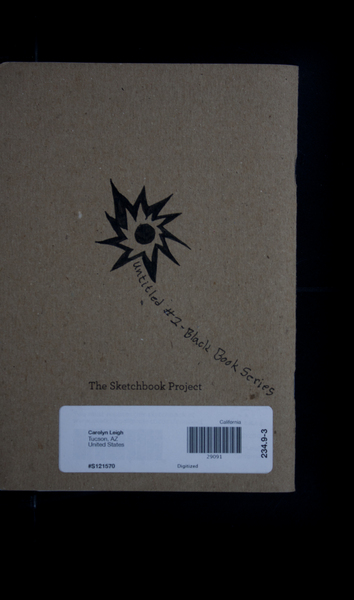 Untitled #2 - Black Book Series
The Sketchbook Project
California
Carolyn Leigh
Tucson, AZ
United States
29091
#S121570
Digitized
234.9-3